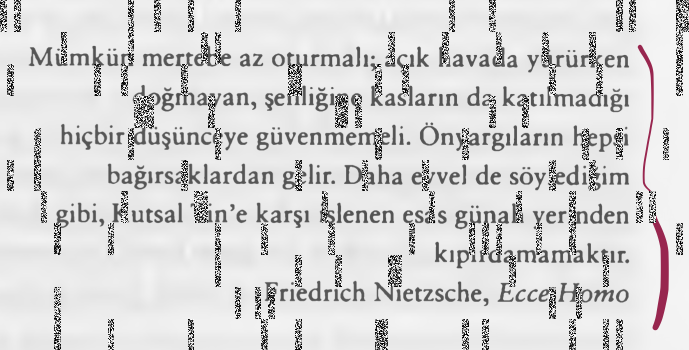 Mümkün mertebe az oturmalı; açık havada yürürken
doğmayan, şenliğine kasların da katılmadığı
hiçbir düşünceye güvenmemeli. Önyargıların hepsi
bağırsaklardan gelir. Daha evvel de söylediğim
gibi, Kutsal Tin’e karşı işlenen esas günah yerinden
kıpırdamamaktır.
Friedrich Nietzsche, Ecce Homo